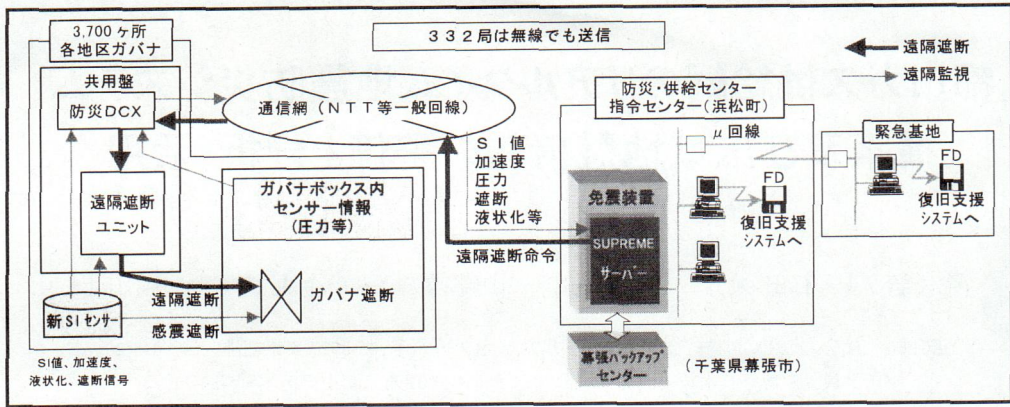 3,700ヶ所
各地区ガバナ
332局は無線でも送信
遠隔遮断
遠隔監視
共用盤
防災DCX
通信網(NTT等一般回線)
防災・供給センター
指令センター(浜松町)
μ回線
緊急基地
遠隔遮断
ユニット
ガバナボックス内
センサー情報
(圧力等)
SI値
加速度
圧力
遮断
液状化等
免震装置
SUPREME
サーバー
FD
復旧支援
システムへ
FD
復旧支援
システムへ
遠隔遮断命令
新SIセンサー
遠隔遮断
感震遮断
ガバナ遮断
SI値、加速度、
液状化、遮断信号
幕張バックアップ
センター
(千葉県幕張市)